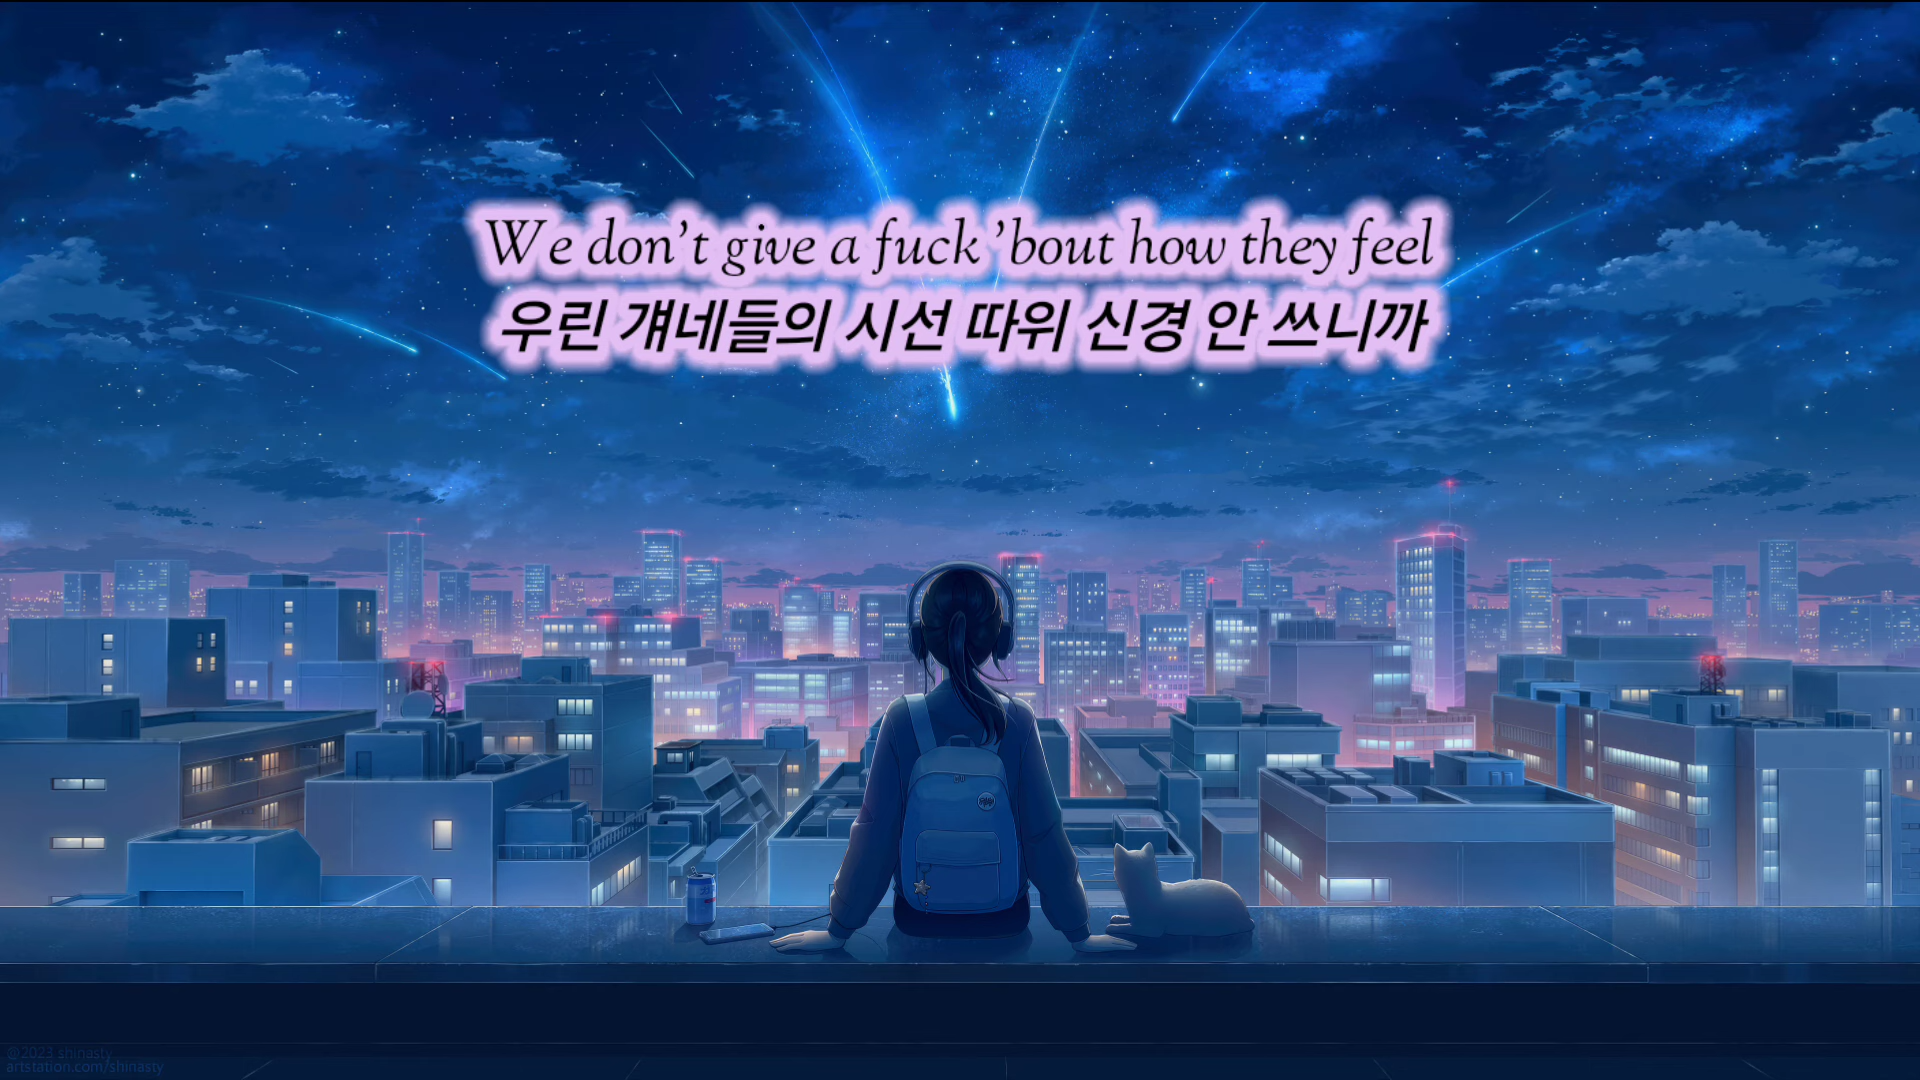 We don’t give a fuck ’bout how they feel
우린 걔네들의 시선 따위 신경 안 쓰니까
@2023 shinasty
artstation.com/shinasty